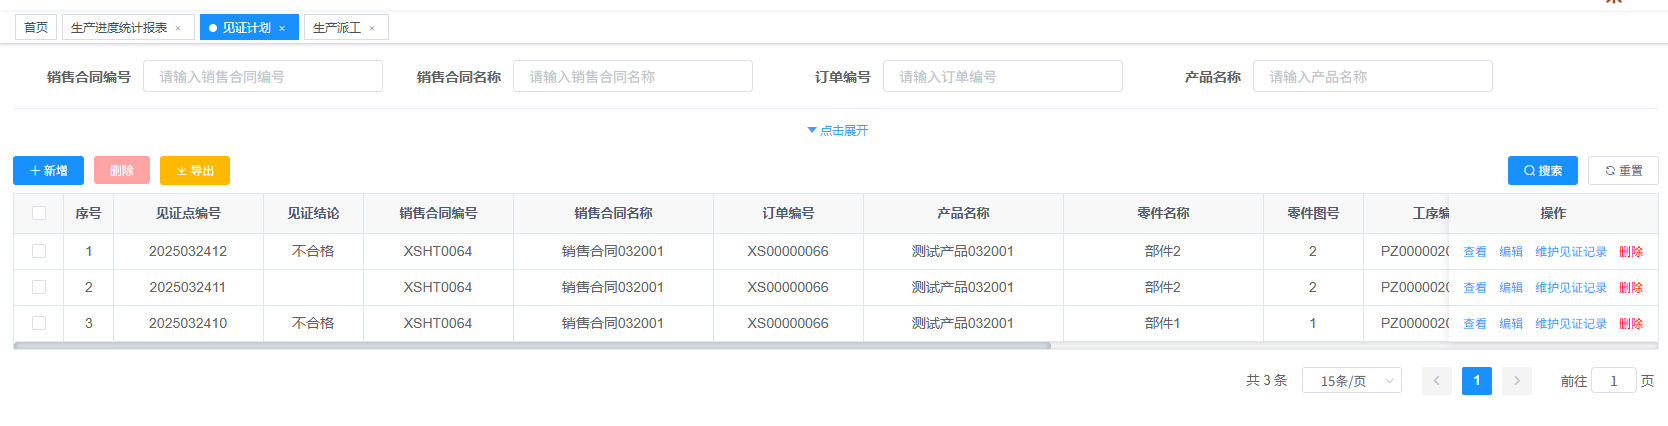 首页 生产进度统计报表 × 见证计划 × 生产派工 ×
销售合同编号 请输入销售合同编号 销售合同名称 请输入销售合同名称 订单编号 请输入订单编号 产品名称 请输入产品名称
点击展开
新增 删除 导出 搜索 重置
序号 见证点编号 见证结论 销售合同编号 销售合同名称 订单编号 产品名称 零件名称 零件图号 工序编 操作
1 2025032412 不合格 XSHT0064 销售合同032001 XS00000066 测试产品032001 部件2 2 PZ0000020 查看 编辑 维护见证记录 删除
2 2025032411 XSHT0064 销售合同032001 XS00000066 测试产品032001 部件2 2 PZ0000020 查看 编辑 维护见证记录 删除
3 2025032410 不合格 XSHT0064 销售合同032001 XS00000066 测试产品032001 部件1 1 PZ0000020 查看 编辑 维护见证记录 删除
共 3 条 15条/页 1 前往 1 页